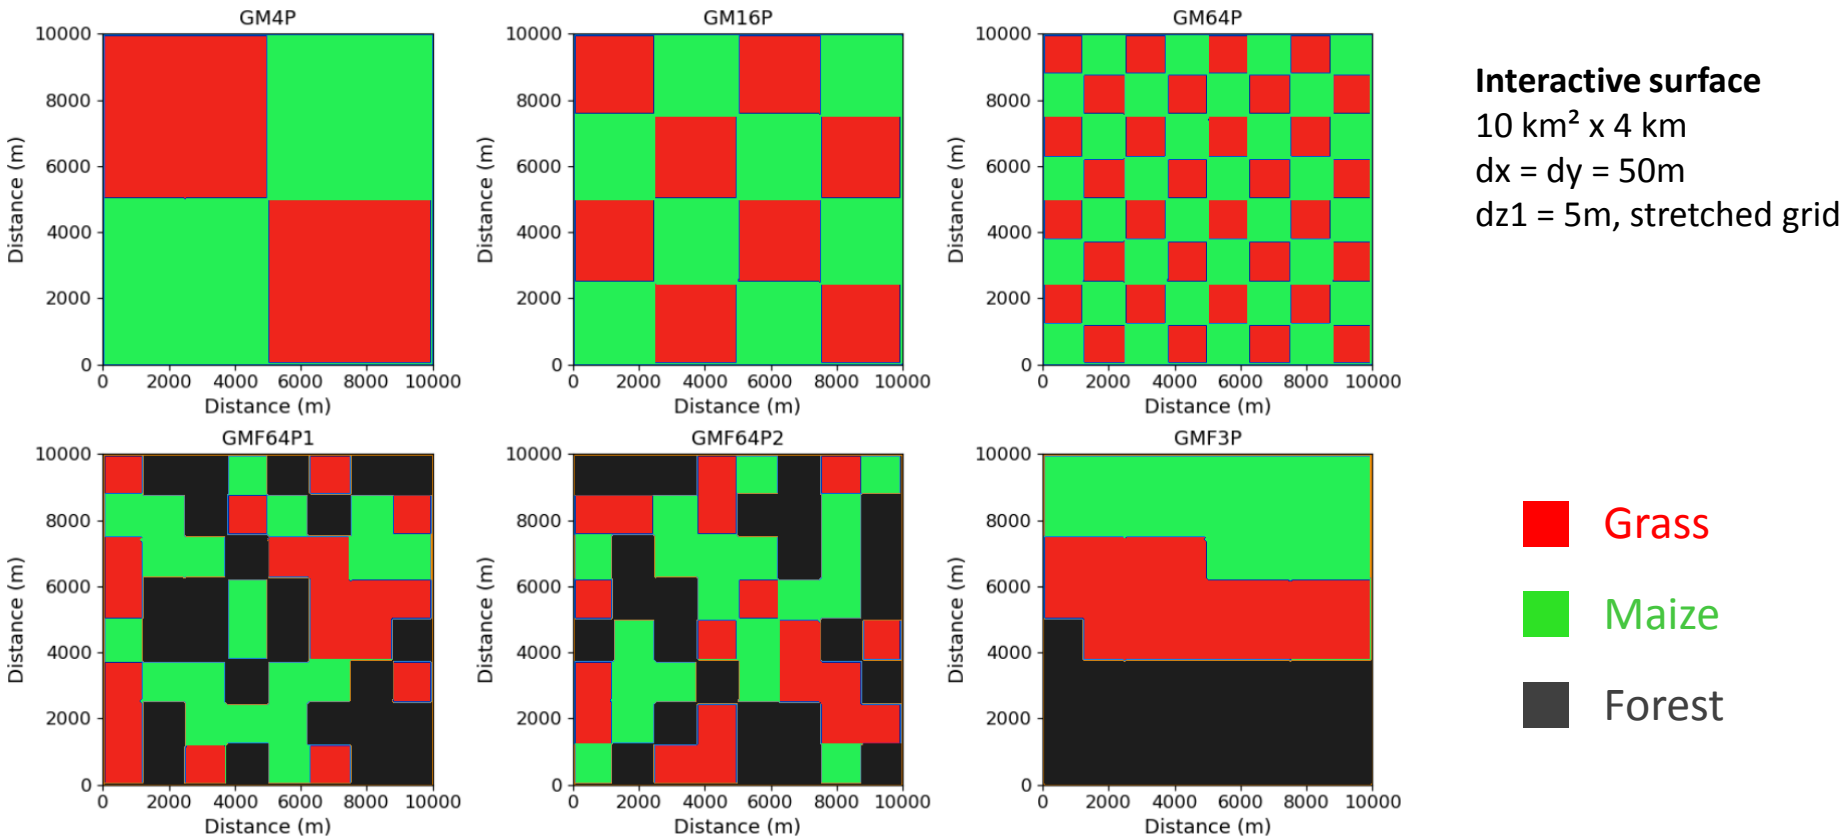 GM4P
GM16P
GM64P
10000
8000
6000
4000
2000
0
Distance (m)
0 2000 4000 6000 8000 10000
Distance (m)
10000
8000
6000
4000
2000
0
Distance (m)
0 2000 4000 6000 8000 10000
Distance (m)
10000
8000
6000
4000
2000
0
Distance (m)
0 2000 4000 6000 8000 10000
Distance (m)
Interactive surface
10 km² x 4 km
dx = dy = 50m
dz1 = 5m, stretched grid
GMF64P1
GMF64P2
GMF3P
10000
8000
6000
4000
2000
0
Distance (m)
0 2000 4000 6000 8000 10000
Distance (m)
10000
8000
6000
4000
2000
0
Distance (m)
0 2000 4000 6000 8000 10000
Distance (m)
10000
8000
6000
4000
2000
0
Distance (m)
0 2000 4000 6000 8000 10000
Distance (m)
Grass
Maize
Forest